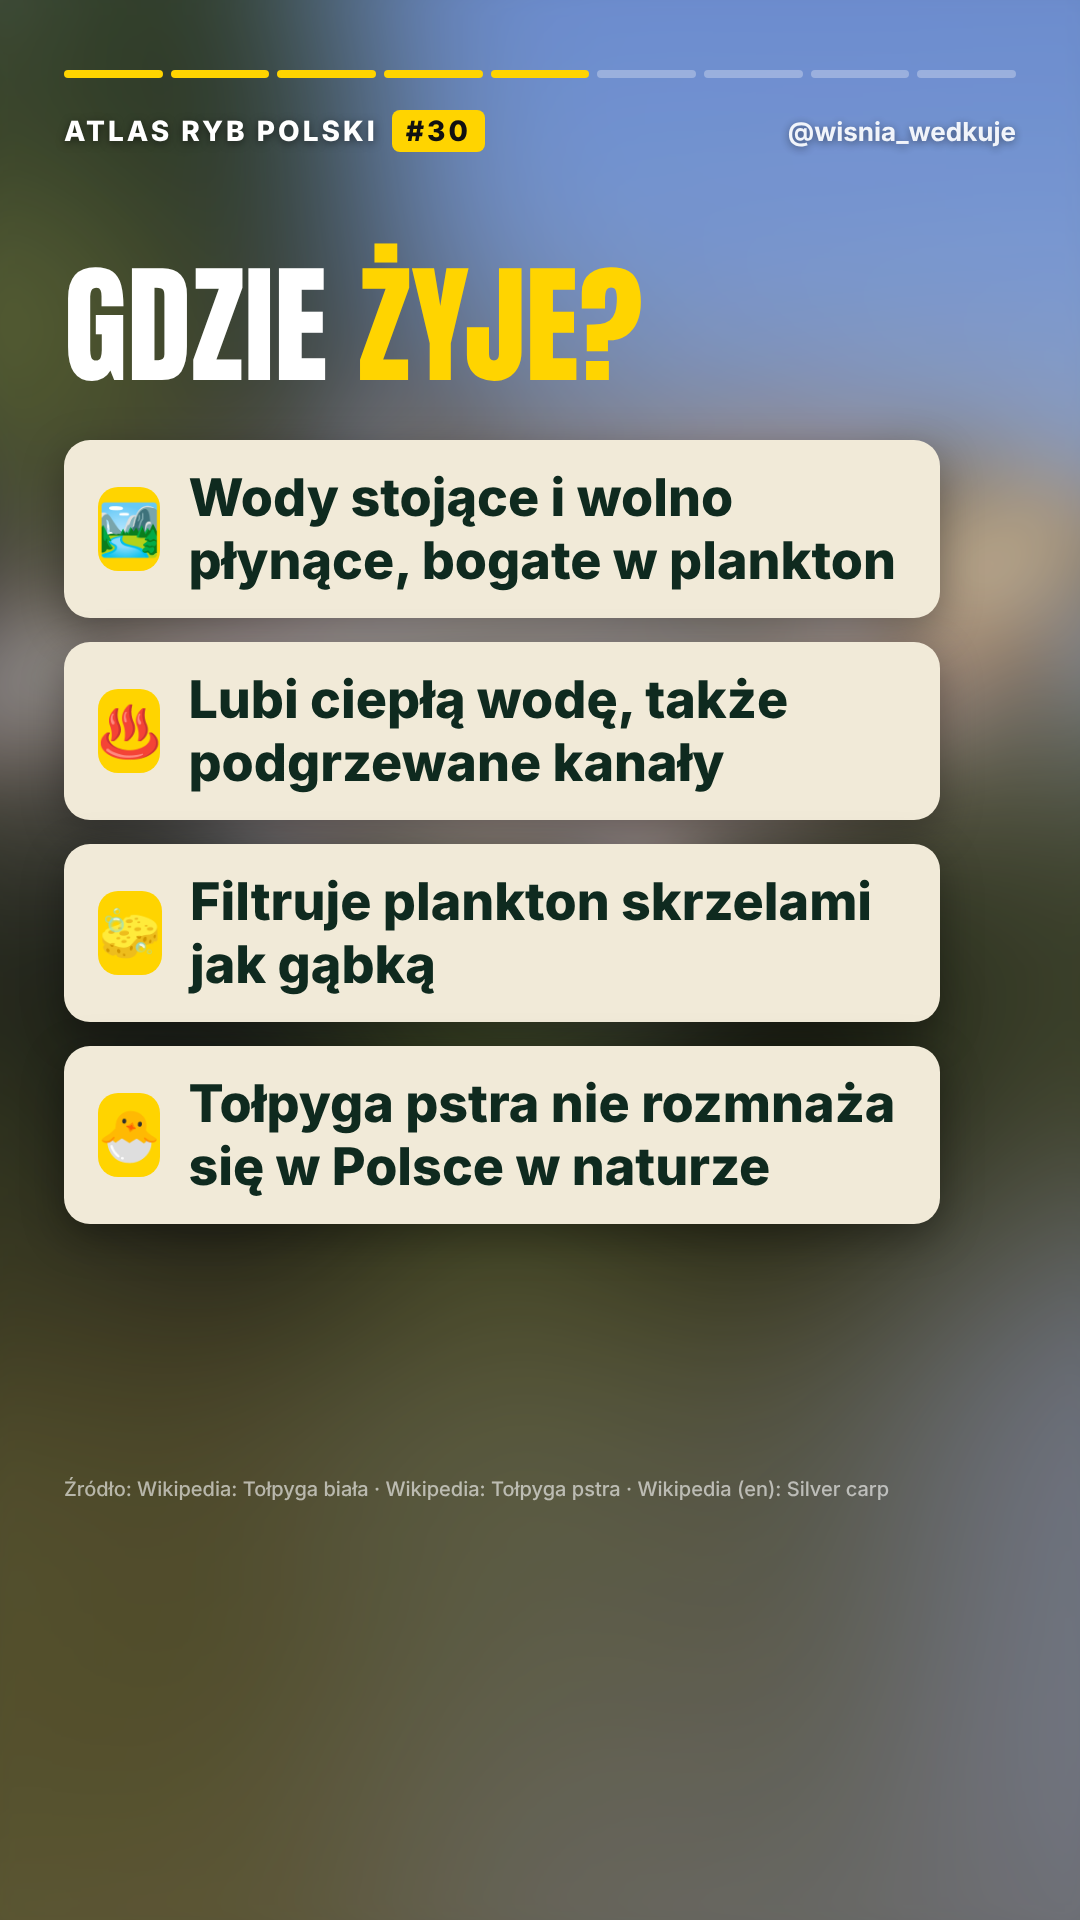 ATLAS RYB POLSKI #30
@wisnia_wedkuje
GDZIE ŻYJE?
Wody stojące i wolno
płynące, bogate w plankton
Lubi ciepłą wodę, także
podgrzewane kanały
Filtruje plankton skrzelami
jak gąbką
Tołpyga pstra nie rozmnaża
się w Polsce w naturze
Źródło: Wikipedia: Tołpyga biała · Wikipedia: Tołpyga pstra · Wikipedia (en): Silver carp